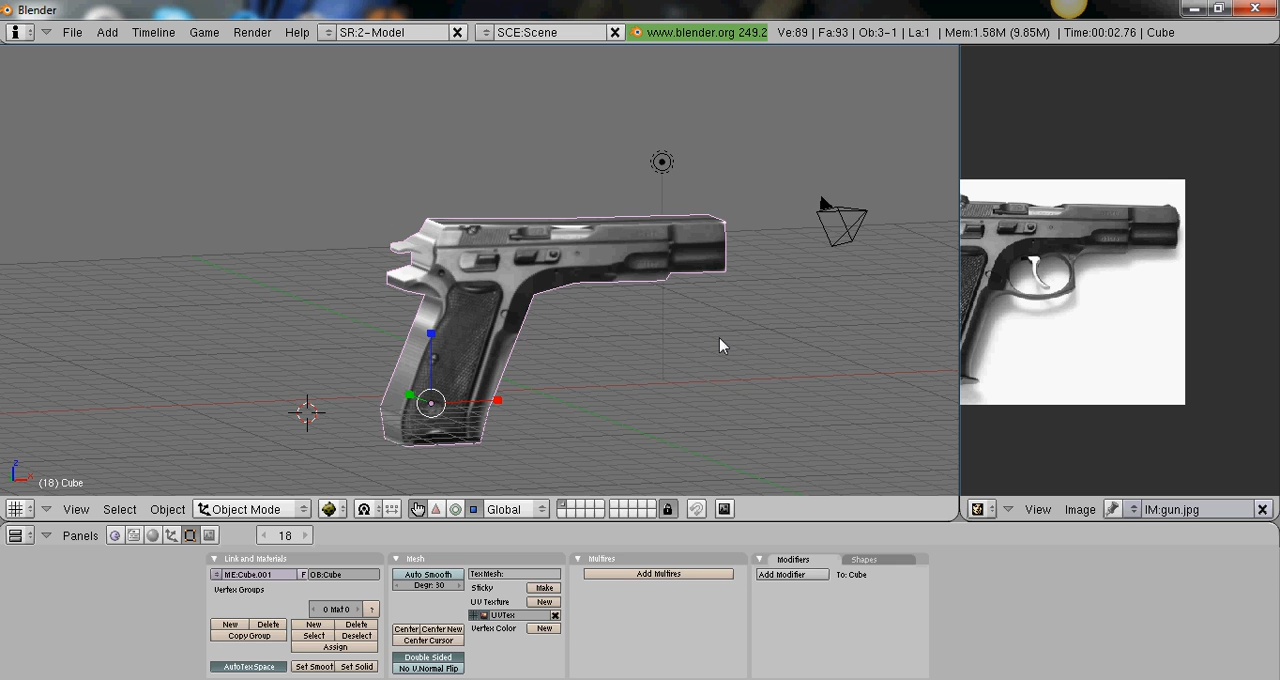 Blender
File Add Timeline Game Render Help SR:2-Model SCE:Scene www.blender.org 249.2 Ve:89 | Fa:93 | Ob:3-1 | La:1 | Mem:1.58M (9.85M) | Time:00:02.76 | Cube
z
x
(18) Cube
View Select Object Object Mode Global View Image IM:gun.jpg
Panels 18
Link and Materials Mesh Multires Modifiers Shapes
ME:Cube.001 F OB:Cube Auto Smooth TexMesh: Add Multires Add Modifier To: Cube
Degr: 30
Vertex Groups Sticky Make
UV Texture New
0 Mat 0 ? UVTex
New Delete New Delete Center Center New Vertex Color New
Copy Group Select Deselect Center Cursor
Assign
Double Sided
AutoTexSpace Set Smoot Set Solid No V.Normal Flip